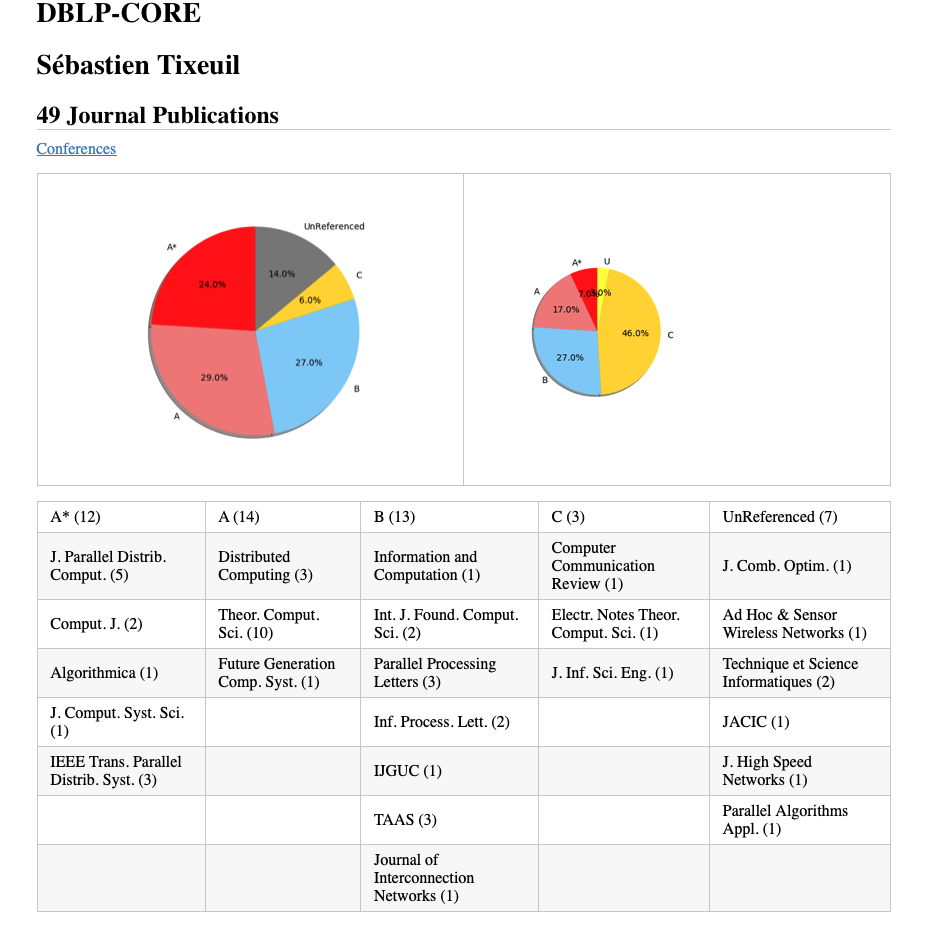 DBLP-CORE
Sébastien Tixeuil
49 Journal Publications
Conferences
UnReferenced
A*
C
14.0%
24.0%
6.0%
27.0%
29.0%
B
A
A*
U
A
7.0%
3.0%
17.0%
46.0%
C
27.0%
B
A* (12)
A (14)
B (13)
C (3)
UnReferenced (7)
J. Parallel Distrib.
Comput. (5)
Distributed
Computing (3)
Information and
Computation (1)
Computer
Communication
Review (1)
J. Comb. Optim. (1)
Comput. J. (2)
Theor. Comput.
Sci. (10)
Int. J. Found. Comput.
Sci. (2)
Electr. Notes Theor.
Comput. Sci. (1)
Ad Hoc & Sensor
Wireless Networks (1)
Algorithmica (1)
Future Generation
Comp. Syst. (1)
Parallel Processing
Letters (3)
J. Inf. Sci. Eng. (1)
Technique et Science
Informatiques (2)
J. Comput. Syst. Sci.
(1)
Inf. Process. Lett. (2)
JACIC (1)
IEEE Trans. Parallel
Distrib. Syst. (3)
IJGUC (1)
J. High Speed
Networks (1)
TAAS (3)
Parallel Algorithms
Appl. (1)
Journal of
Interconnection
Networks (1)